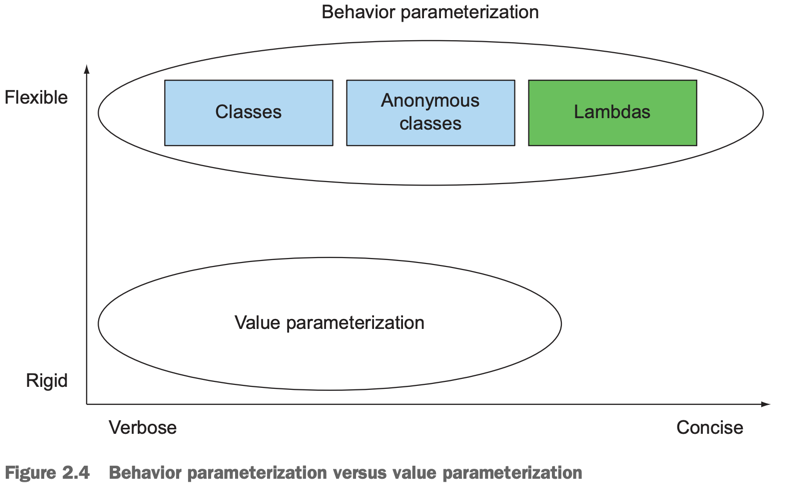 Behavior parameterization
Flexible
Classes
Anonymous
classes
Lambdas
Value parameterization
Rigid
Verbose
Concise
Figure 2.4 Behavior parameterization versus value parameterization